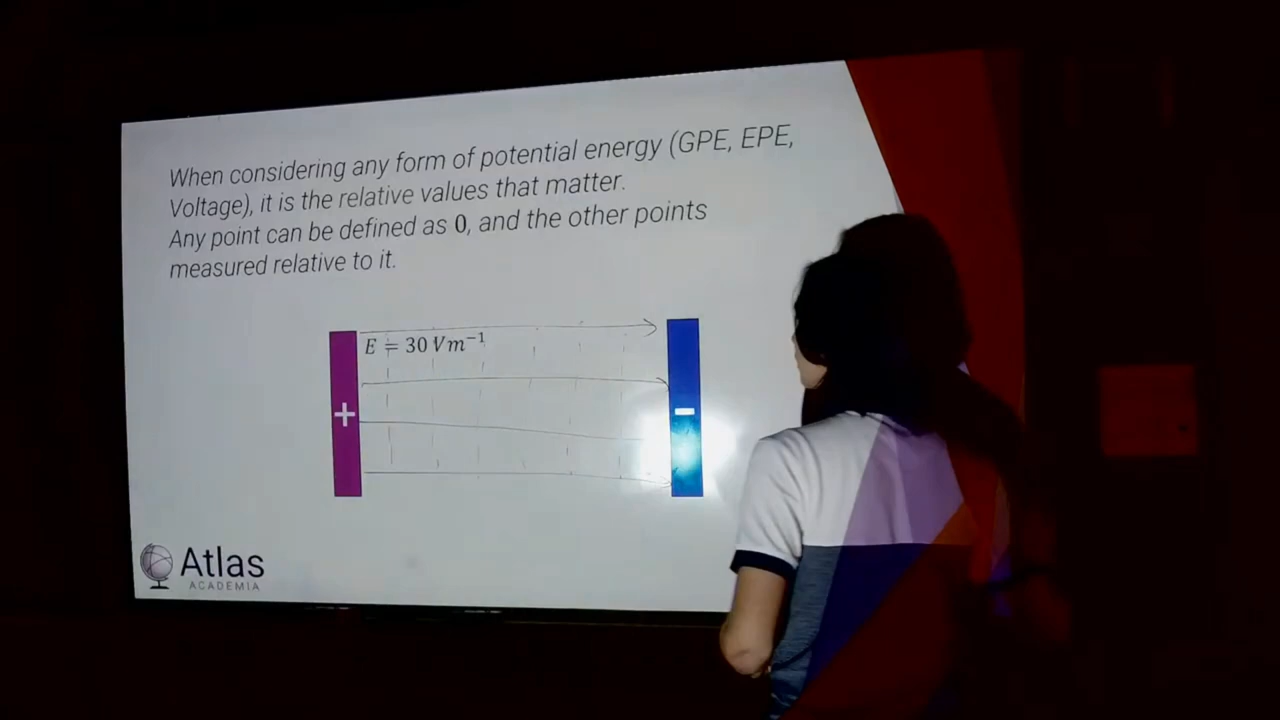 When considering any form of potential energy (GPE, EPE,
Voltage), it is the relative values that matter.
Any point can be defined as 0, and the other points
measured relative to it.
E = 30 Vm⁻¹
+
−
Atlas
ACADEMIA